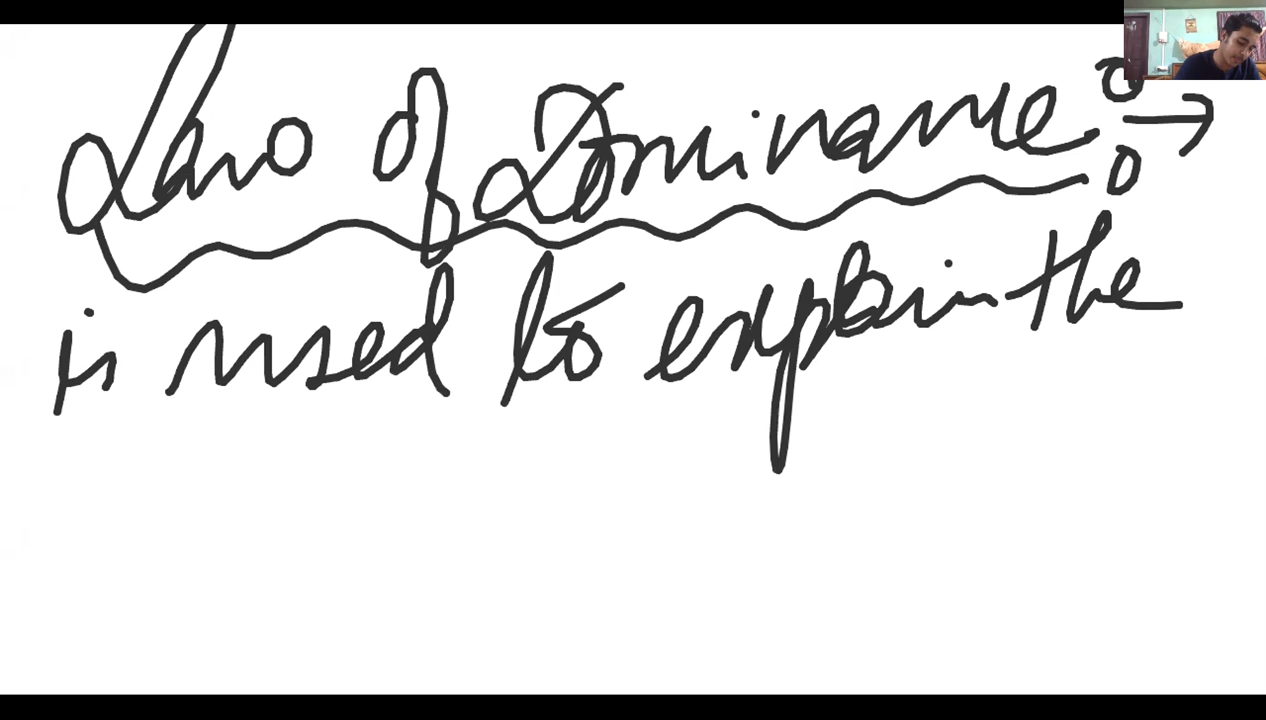 Law of Dominance :→
is used to explain the